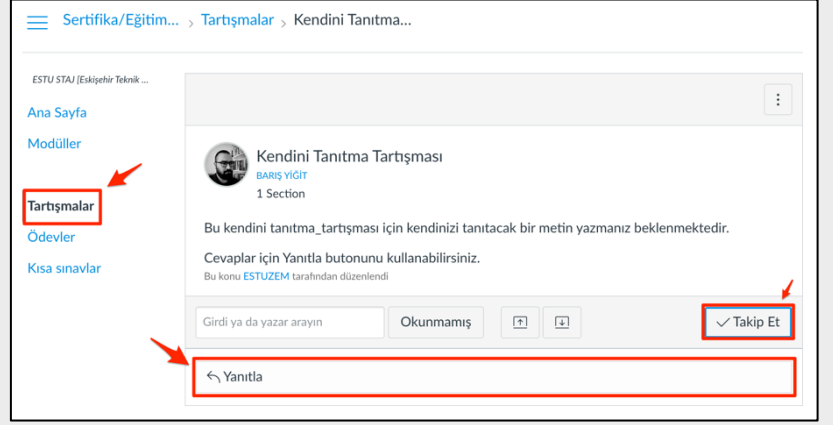 Sertifika/Eğitim... > Tartışmalar > Kendini Tanıtma...
ESTU STAJ [Eskişehir Teknik ...
Ana Sayfa
Modüller
Tartışmalar
Ödevler
Kısa sınavlar
Kendini Tanıtma Tartışması
BARIŞ YİĞİT
1 Section
Bu kendini tanıtma_tartışması için kendinizi tanıtacak bir metin yazmanız beklenmektedir.
Cevaplar için Yanıtla butonunu kullanabilirsiniz.
Bu konu ESTUZEM tarafından düzenlendi
Girdi ya da yazar arayın Okunmamış Takip Et
Yanıtla